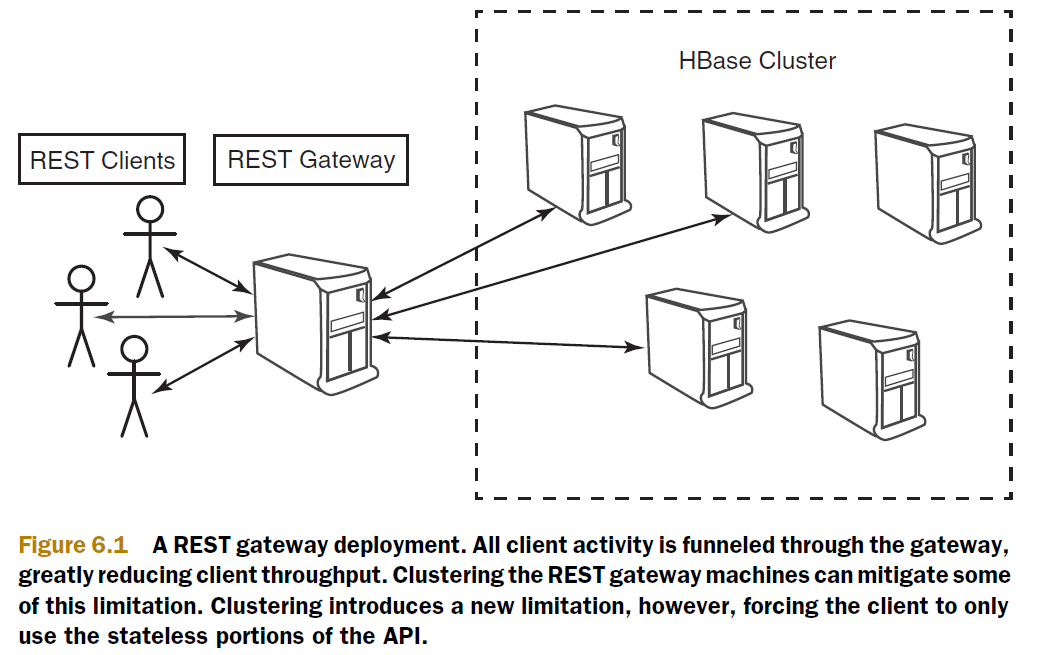 HBase Cluster
REST Clients
REST Gateway
Figure 6.1 A REST gateway deployment. All client activity is funneled through the gateway,
greatly reducing client throughput. Clustering the REST gateway machines can mitigate some
of this limitation. Clustering introduces a new limitation, however, forcing the client to only
use the stateless portions of the API.